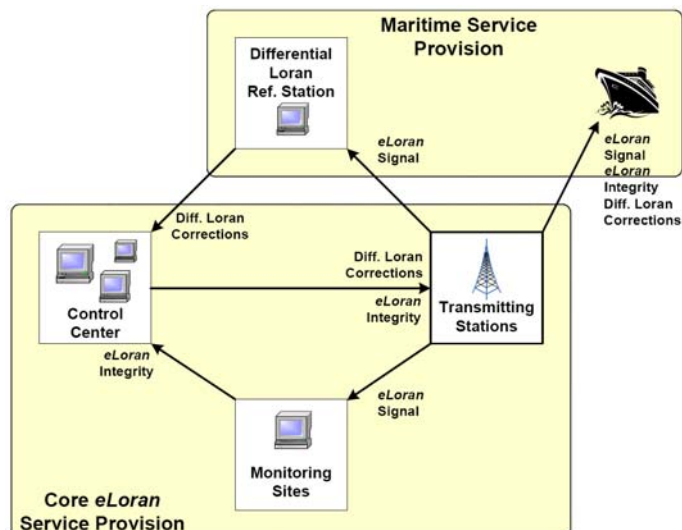 Maritime Service
Provision
Differential
Loran
Ref. Station
eLoran
Signal
eLoran
Signal
eLoran
Integrity
Diff. Loran
Corrections
Diff. Loran
Corrections
Control
Center
Diff. Loran
Corrections
eLoran
Integrity
Transmitting
Stations
eLoran
Integrity
eLoran
Signal
Monitoring
Sites
Core eLoran
Service Provision